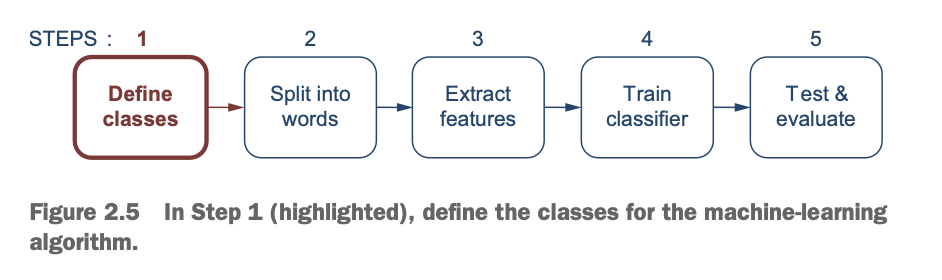 STEPS : 1 2 3 4 5
Define
classes
Split into
words
Extract
features
Train
classifier
Test &
evaluate
Figure 2.5 In Step 1 (highlighted), define the classes for the machine-learning
algorithm.